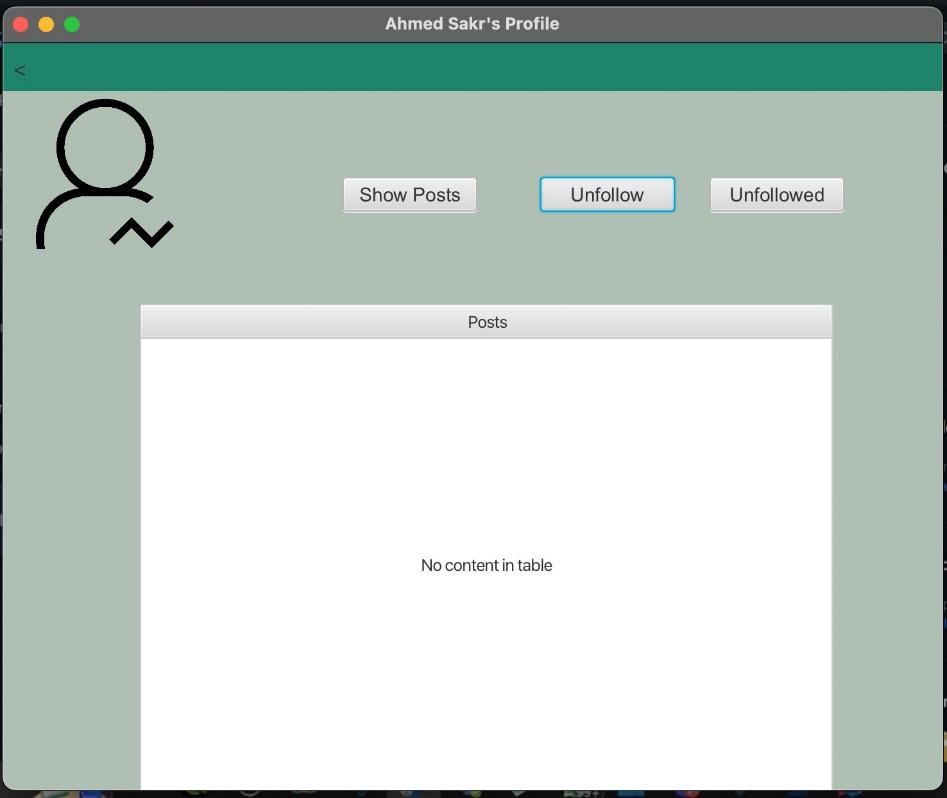 Ahmed Sakr's Profile
<
Show Posts
Unfollow
Unfollowed
Posts
No content in table